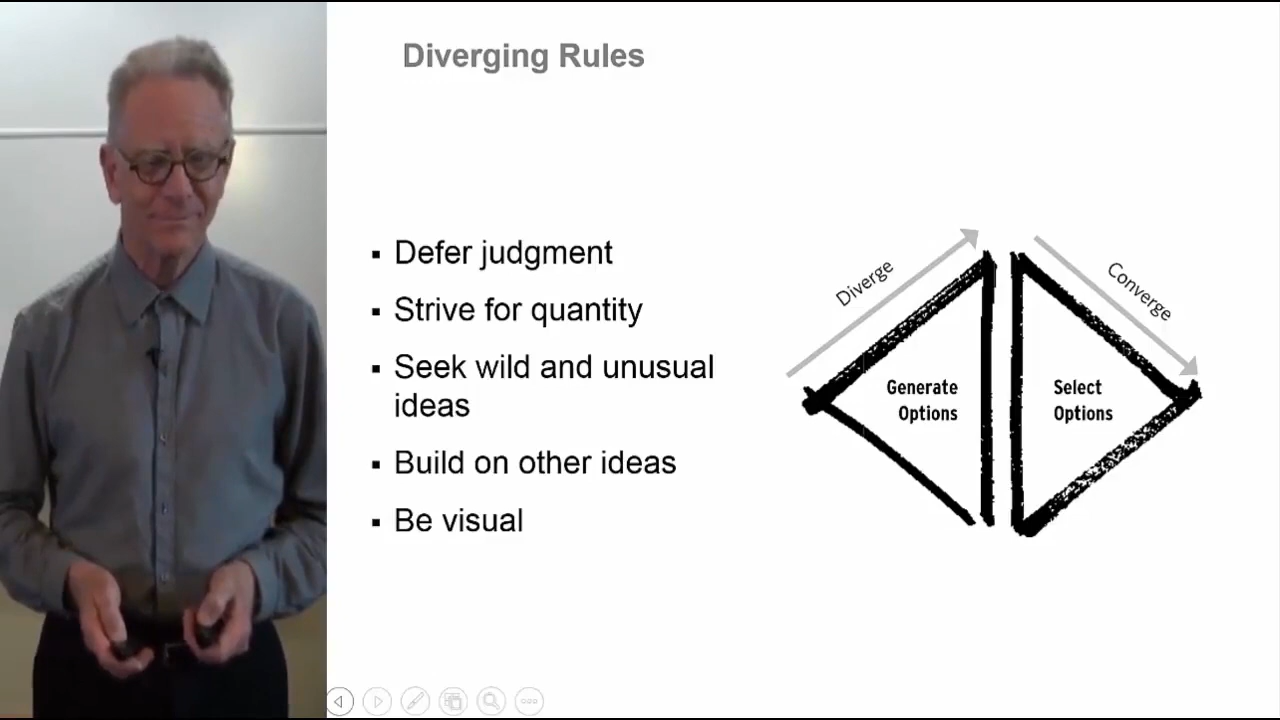 Diverging Rules
Defer judgment
Strive for quantity
Seek wild and unusual
ideas
Build on other ideas
Be visual
Diverge
Converge
Generate
Options
Select
Options